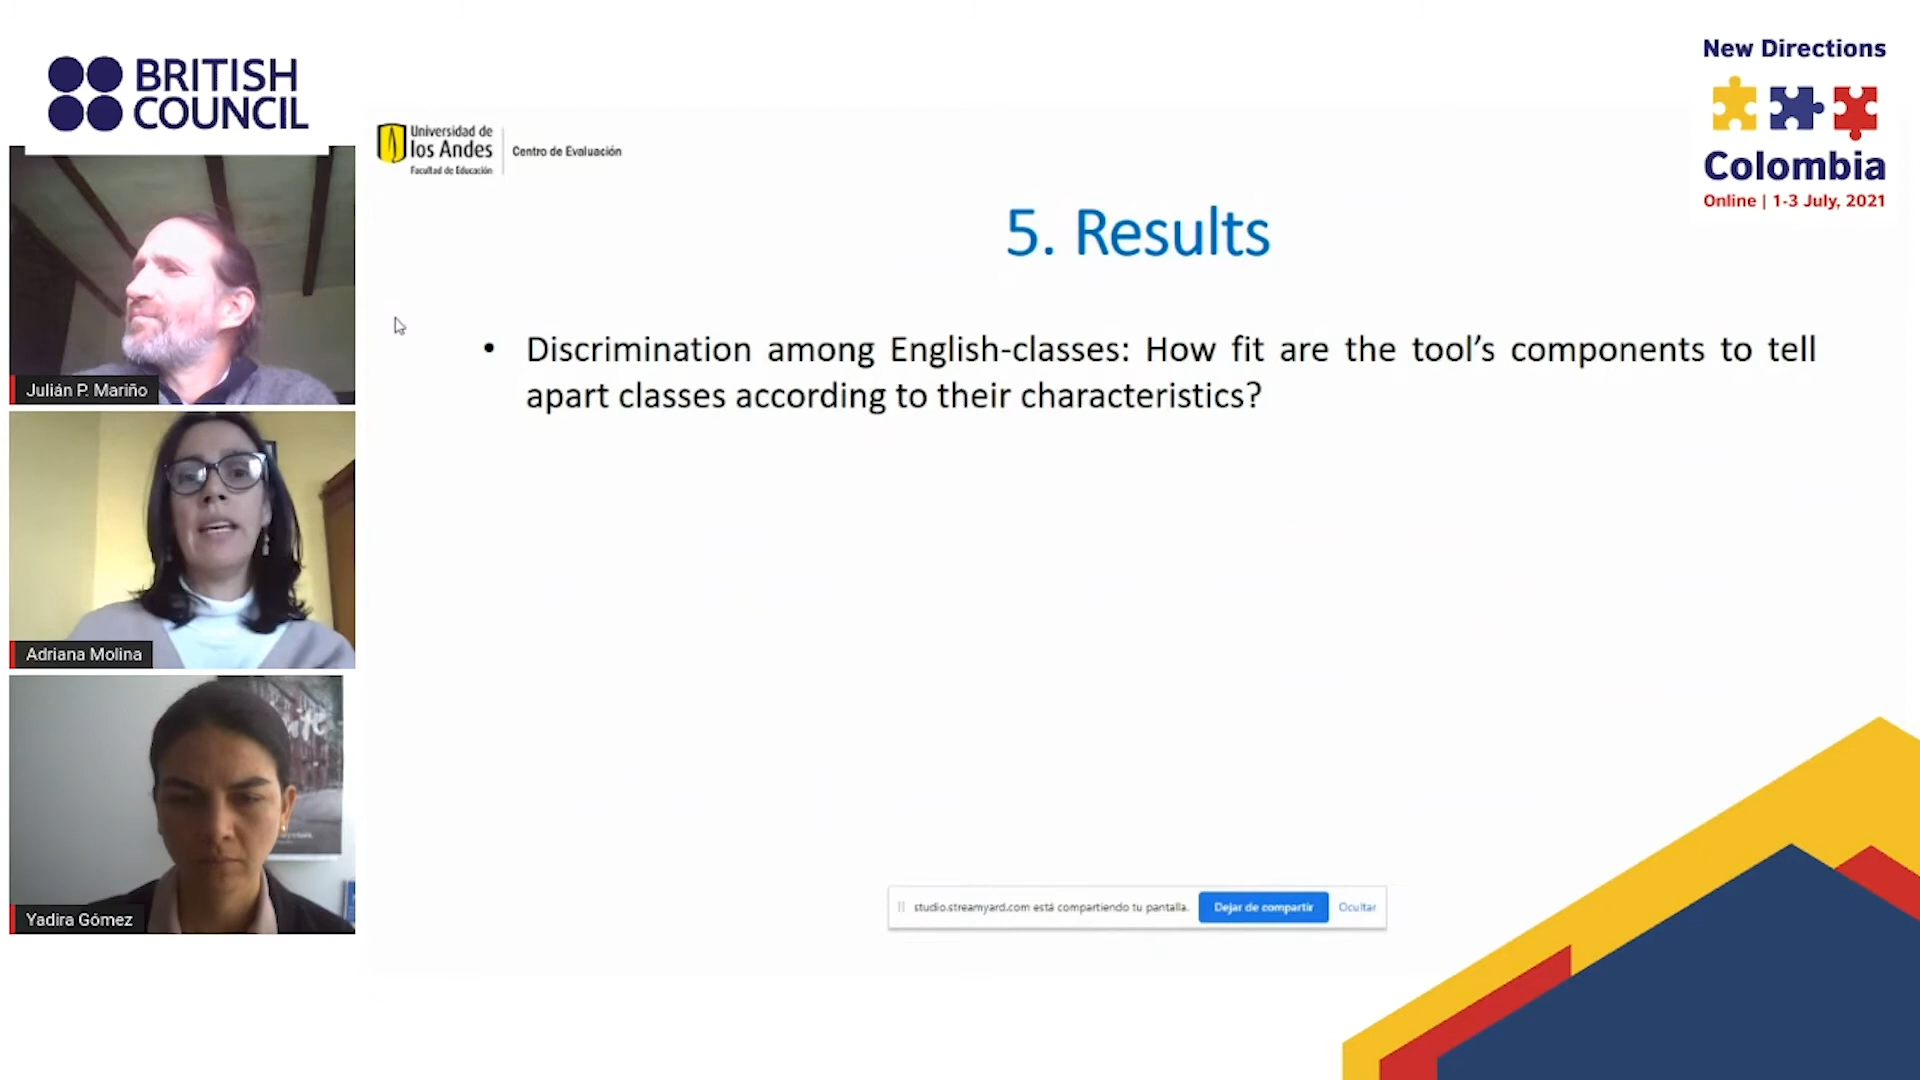 BRITISH
COUNCIL
New Directions
Colombia
Online | 1-3 July, 2021
Universidad de
los Andes
Facultad de Educación
Centro de Evaluación
5. Results
• Discrimination among English-classes: How fit are the tool's components to tell
apart classes according to their characteristics?
Julián P. Mariño
Adriana Molina
Yadira Gómez
studio.streamyard.com está compartiendo tu pantalla.
Dejar de compartir
Ocultar